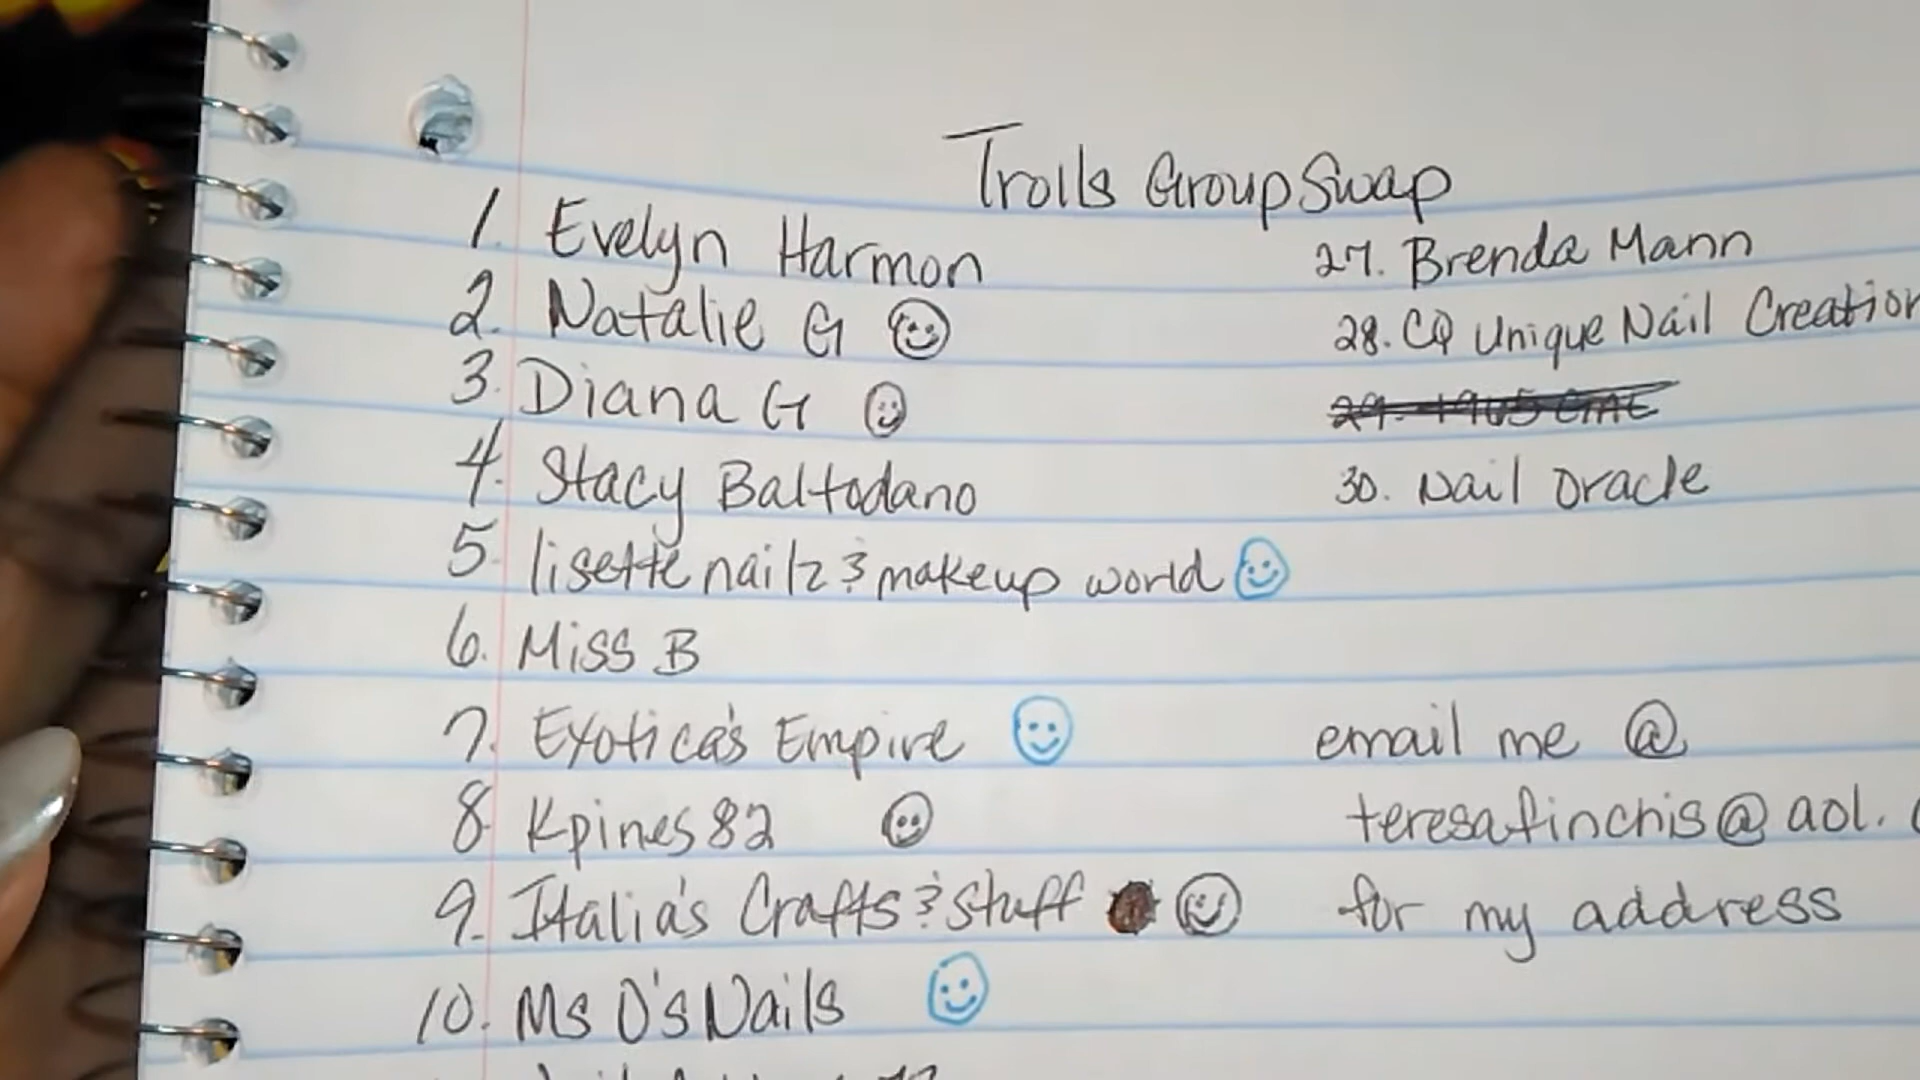 Trolls Group Swap
1. Evelyn Harmon
2. Natalie G
3. Diana G
4. Stacy Baltodano
5. lisette nailz & makeup world
6. Miss B
7. Exotica's Empire
8. Kpines82
9. Italia's Crafts & Stuff
10. Ms D's Nails
27. Brenda Mann
28. CQ Unique Nail Creation
30. Nail Oracle
email me @
teresafinchis@aol.
for my address